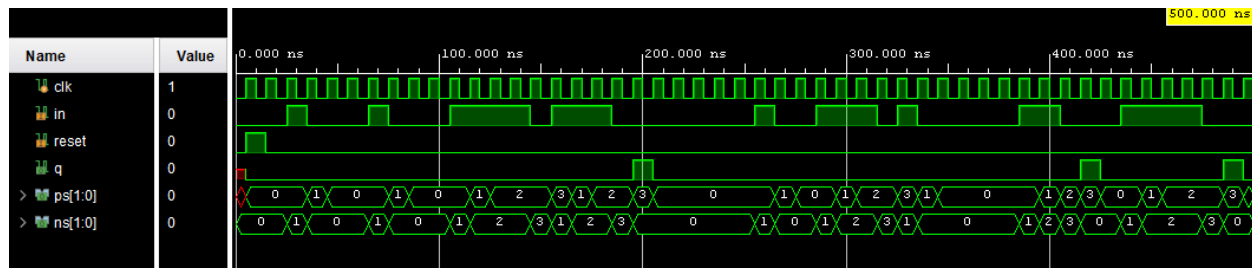 500.000 ns
Name Value 0.000 ns 100.000 ns 200.000 ns 300.000 ns 400.000 ns
clk 1
in 0
reset 0
q 0
ps[1:0] 0 0 1 0 1 0 1 2 3 1 2 3 0 1 0 1 2 3 1 0 1 2 3 0 1 2 3
ns[1:0] 0 0 1 0 1 0 1 2 3 1 2 3 0 1 0 1 2 3 1 0 1 2 3 0 1 2 3 0